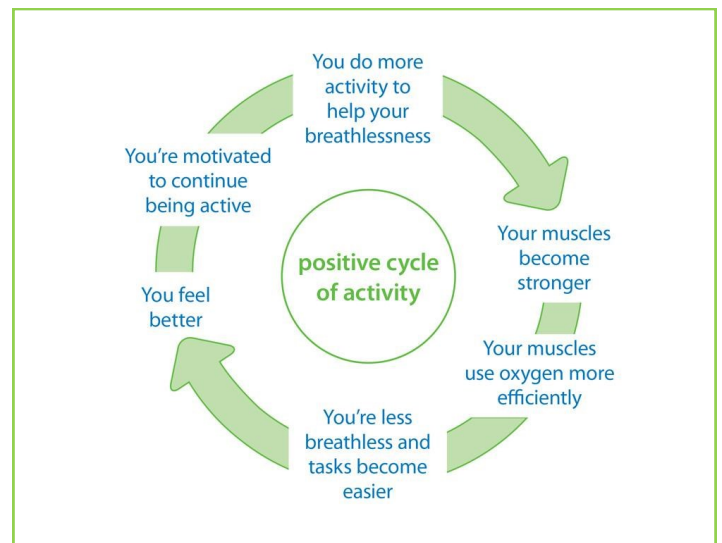 You do more
activity to
help your
breathlessness
Your muscles
become
stronger
Your muscles
use oxygen more
efficiently
You're less
breathless and
tasks become
easier
You feel
better
You're motivated
to continue
being active
positive cycle
of activity